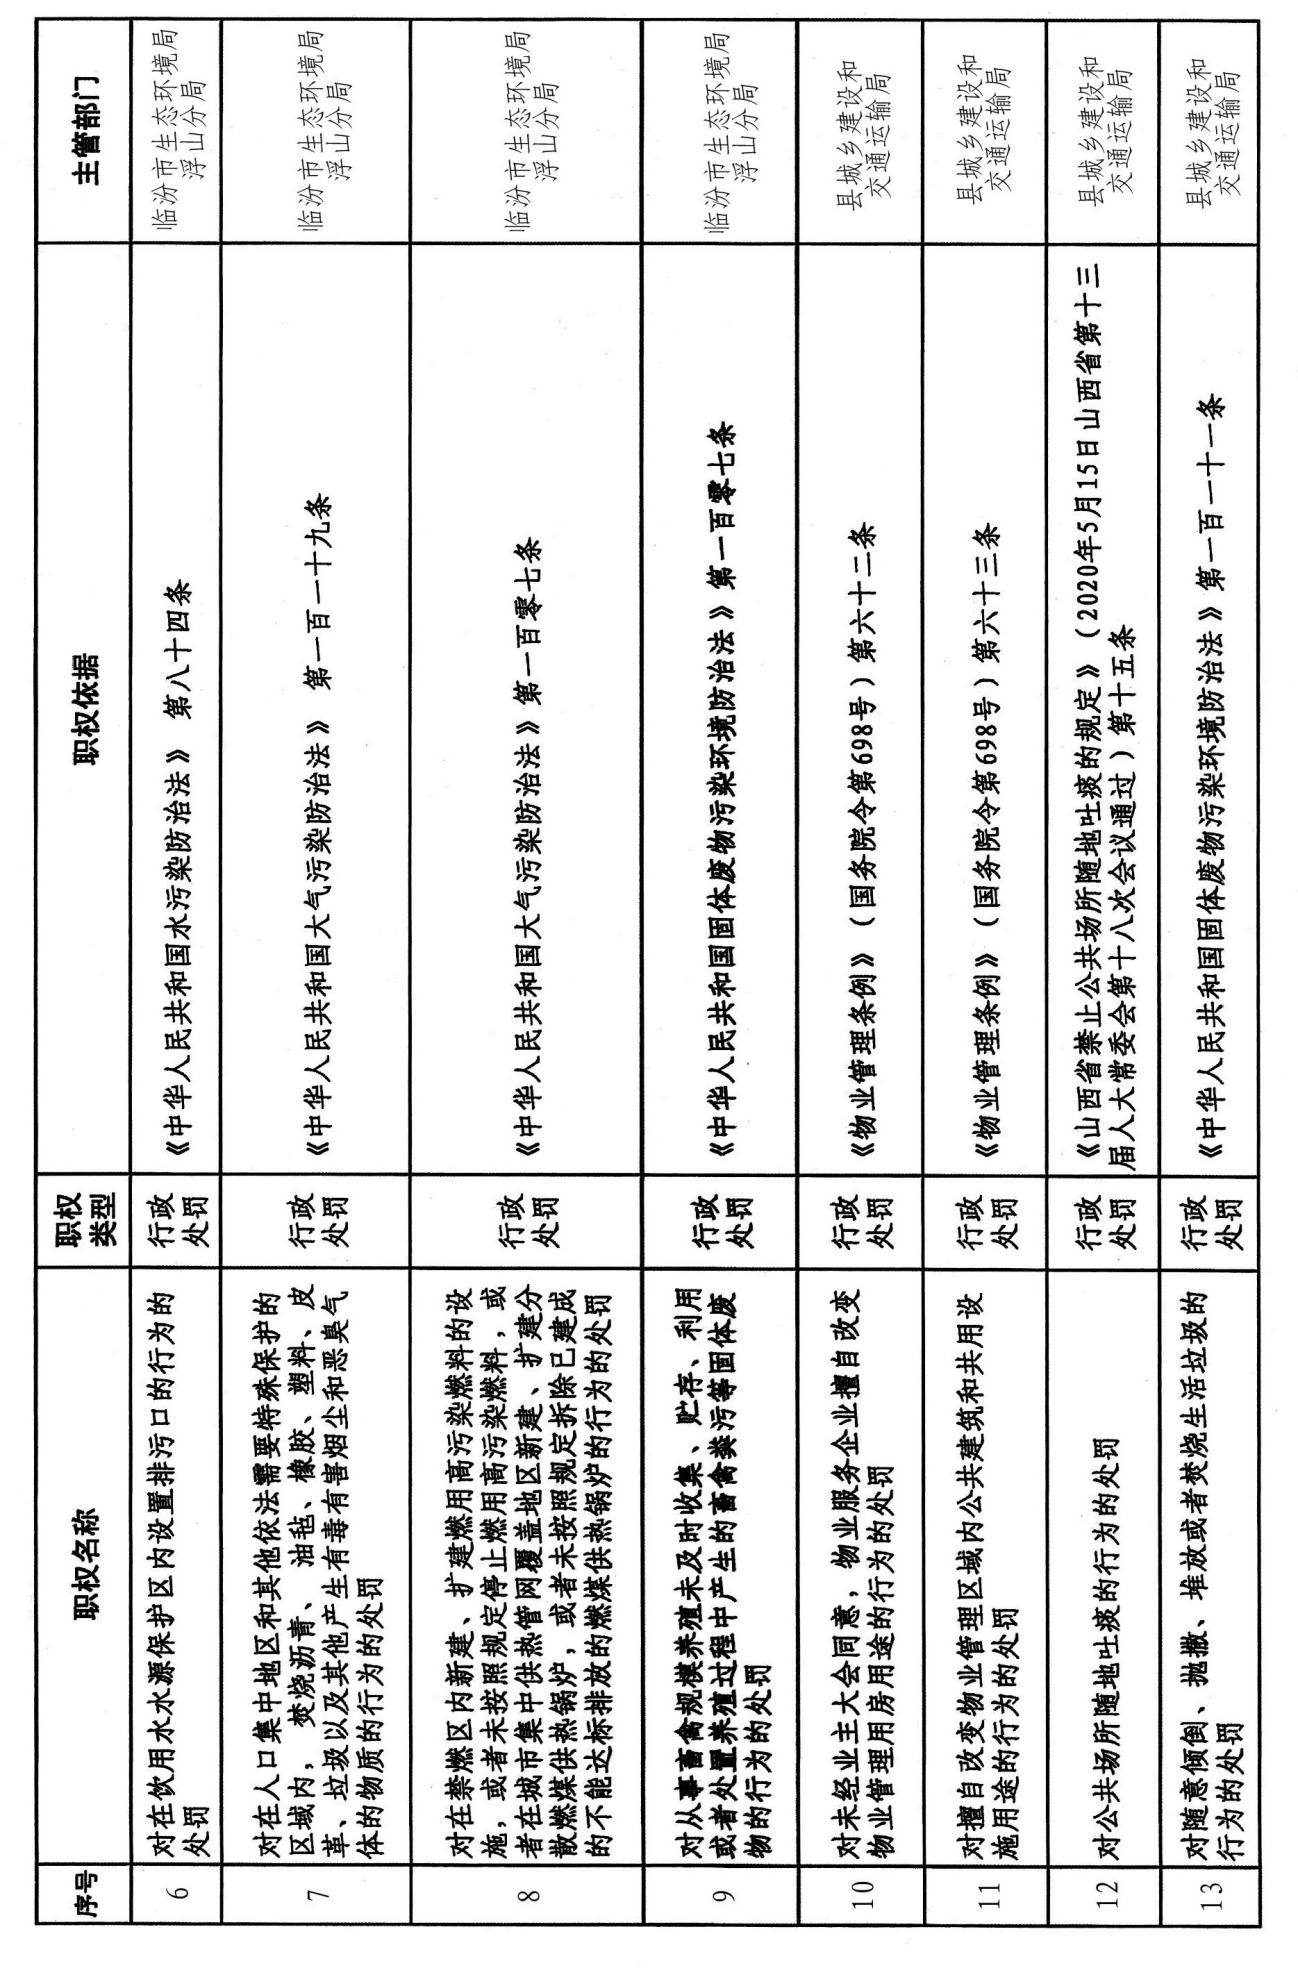 序号
职权名称
职权
类型
职权依据
主管部门
6
对在饮用水水源保护区内设置排污口的行为的
处罚
行政
处罚
《中华人民共和国水污染防治法》 第八十四条
临汾市生态环境局
浮山分局
7
对在人口集中地区和其他依法需要特殊保护的
区域内， 焚烧沥青、油毡、橡胶、塑料、皮
革、垃圾以及其他产生有毒有害烟尘和恶臭气
体的物质的行为的处罚
行政
处罚
《中华人民共和国大气污染防治法》 第一百一十九条
临汾市生态环境局
浮山分局
8
对在禁燃区内新建、扩建燃用高污染燃料的设
施，或者未按照规定停止燃用高污染燃料，或
者在城市集中供热管网覆盖地区新建、扩建分
散燃煤供热锅炉，或者未按照规定拆除已建成
的不能达标排放的燃煤供热锅炉的行为的处罚
行政
处罚
《中华人民共和国大气污染防治法》第一百零七条
临汾市生态环境局
浮山分局
9
对从事畜禽规模养殖未及时收集、贮存、利用
或者处置养殖过程中产生的畜禽粪污等固体废
物的行为的处罚
行政
处罚
《中华人民共和国固体废物污染环境防治法》第一百零七条
临汾市生态环境局
浮山分局
10
对未经业主大会同意，物业服务企业擅自改变
物业管理用房用途的行为的处罚
行政
处罚
《物业管理条例》（国务院令第698号）第六十二条
县城乡建设和
交通运输局
11
对擅自改变物业管理区域内公共建筑和共用设
施用途的行为的处罚
行政
处罚
《物业管理条例》（国务院令第698号）第六十三条
县城乡建设和
交通运输局
12
对公共场所随地吐痰的行为的处罚
行政
处罚
《山西省禁止公共场所随地吐痰的规定》（2020年5月15日山西省第十三
届人大常委会第十八次会议通过）第十五条
县城乡建设和
交通运输局
13
对随意倾倒、抛撒、堆放或者焚烧生活垃圾的
行为的处罚
行政
处罚
《中华人民共和国固体废物污染环境防治法》第一百一十一条
县城乡建设和
交通运输局